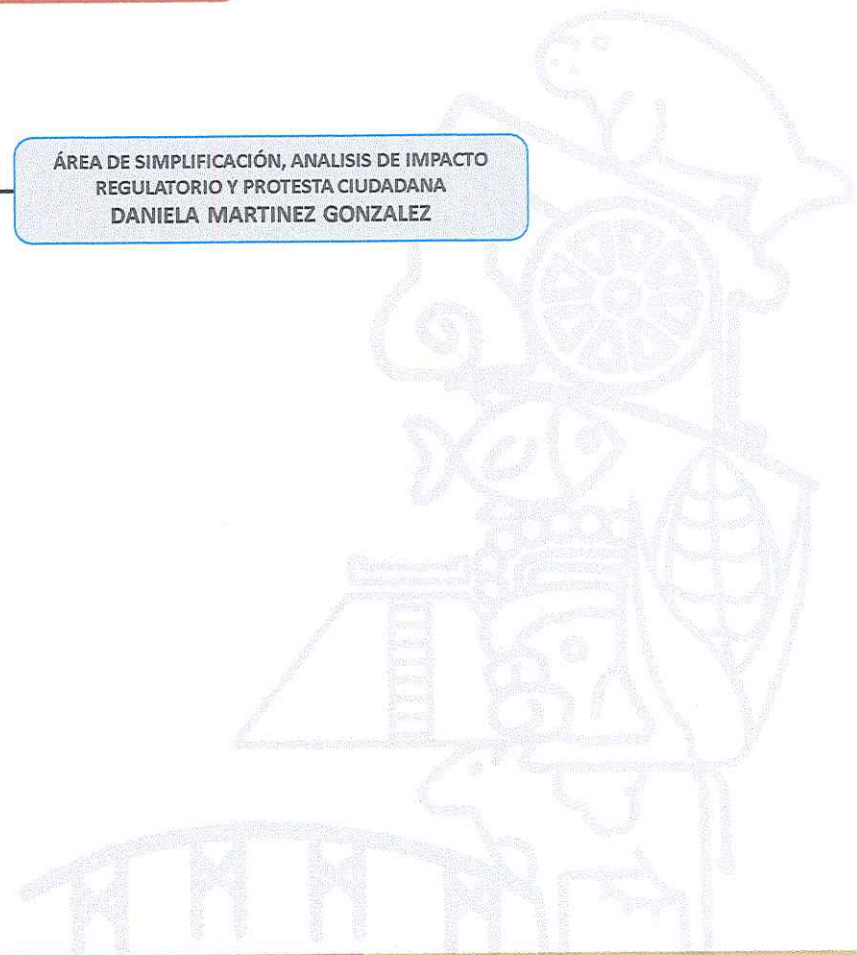 ÁREA DE SIMPLIFICACIÓN, ANALISIS DE IMPACTO
REGULATORIO Y PROTESTA CIUDADANA
DANIELA MARTINEZ GONZALEZ